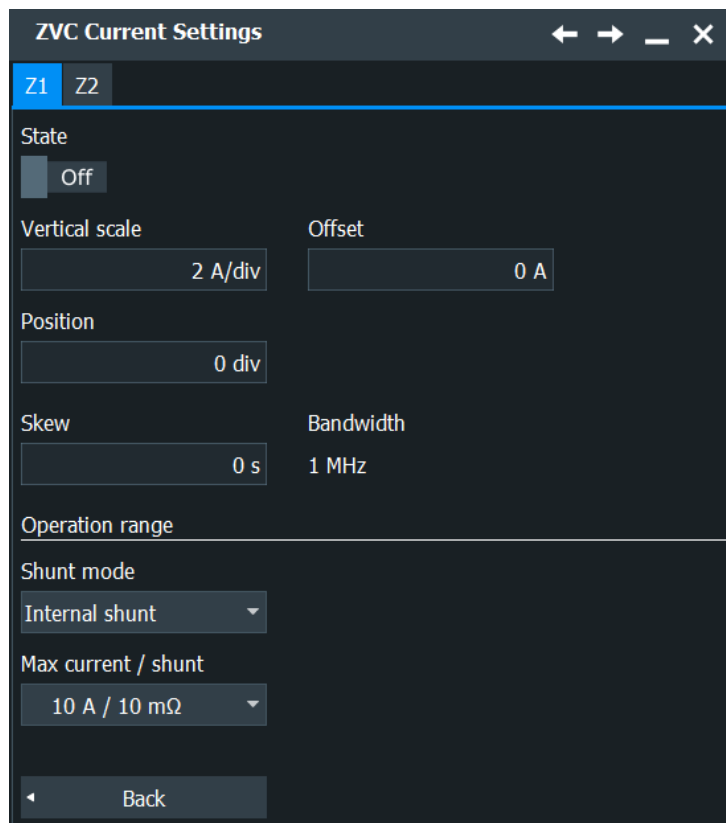 ZVC Current Settings
Z1 Z2
State
Off
Vertical scale Offset
2 A/div 0 A
Position
0 div
Skew Bandwidth
0 s 1 MHz
Operation range
Shunt mode
Internal shunt
Max current / shunt
10 A / 10 mΩ
Back